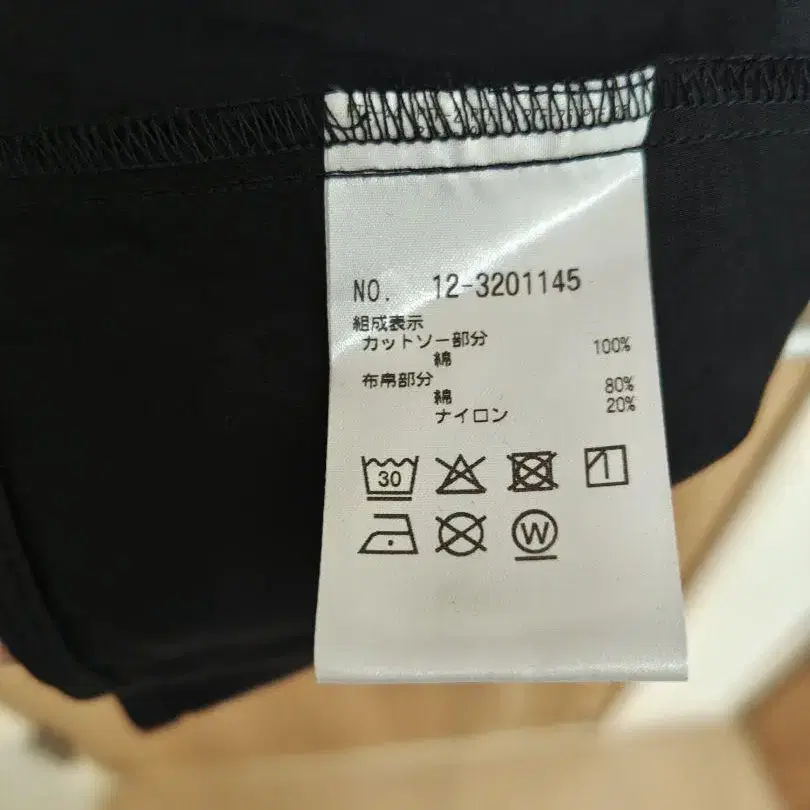 NO. 12-3201145
組成表示
カットソー部分
綿 100%
布帛部分
綿 80%
ナイロン 20%
30
W